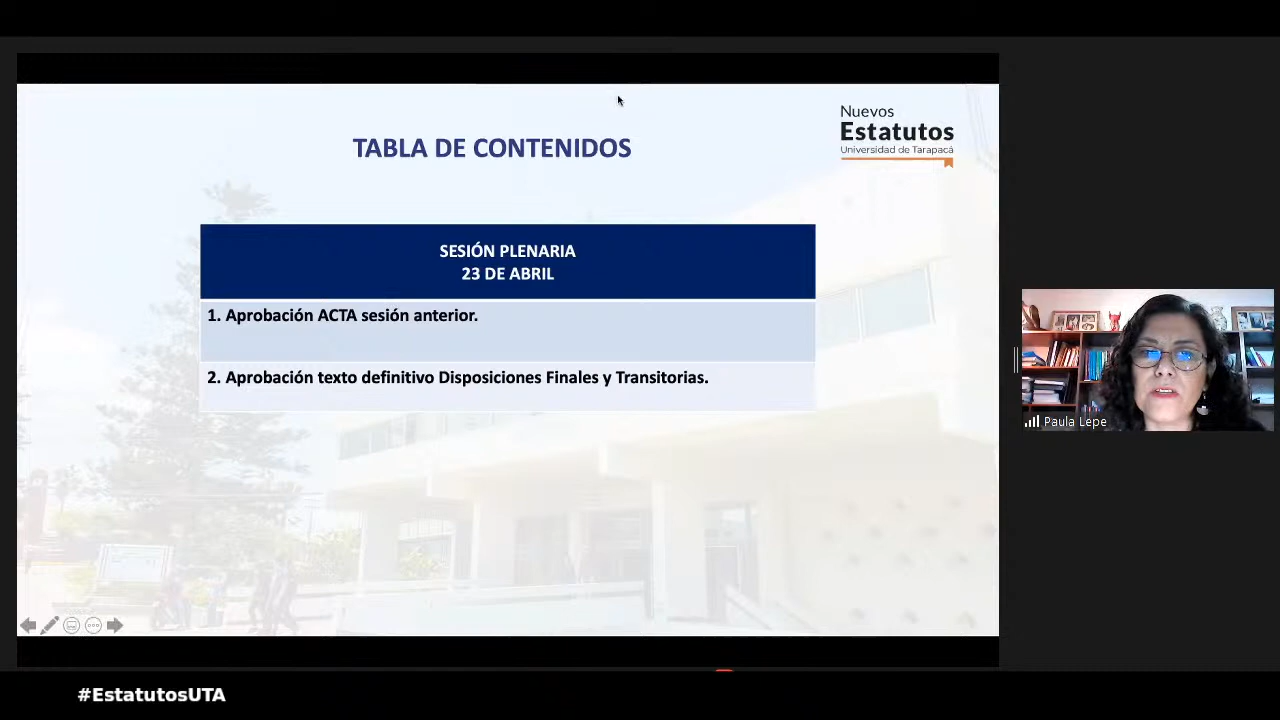 TABLA DE CONTENIDOS
Nuevos
Estatutos
Universidad de Tarapacá
SESIÓN PLENARIA
23 DE ABRIL
1. Aprobación ACTA sesión anterior.
2. Aprobación texto definitivo Disposiciones Finales y Transitorias.
Paula Lepe
#EstatutosUTA